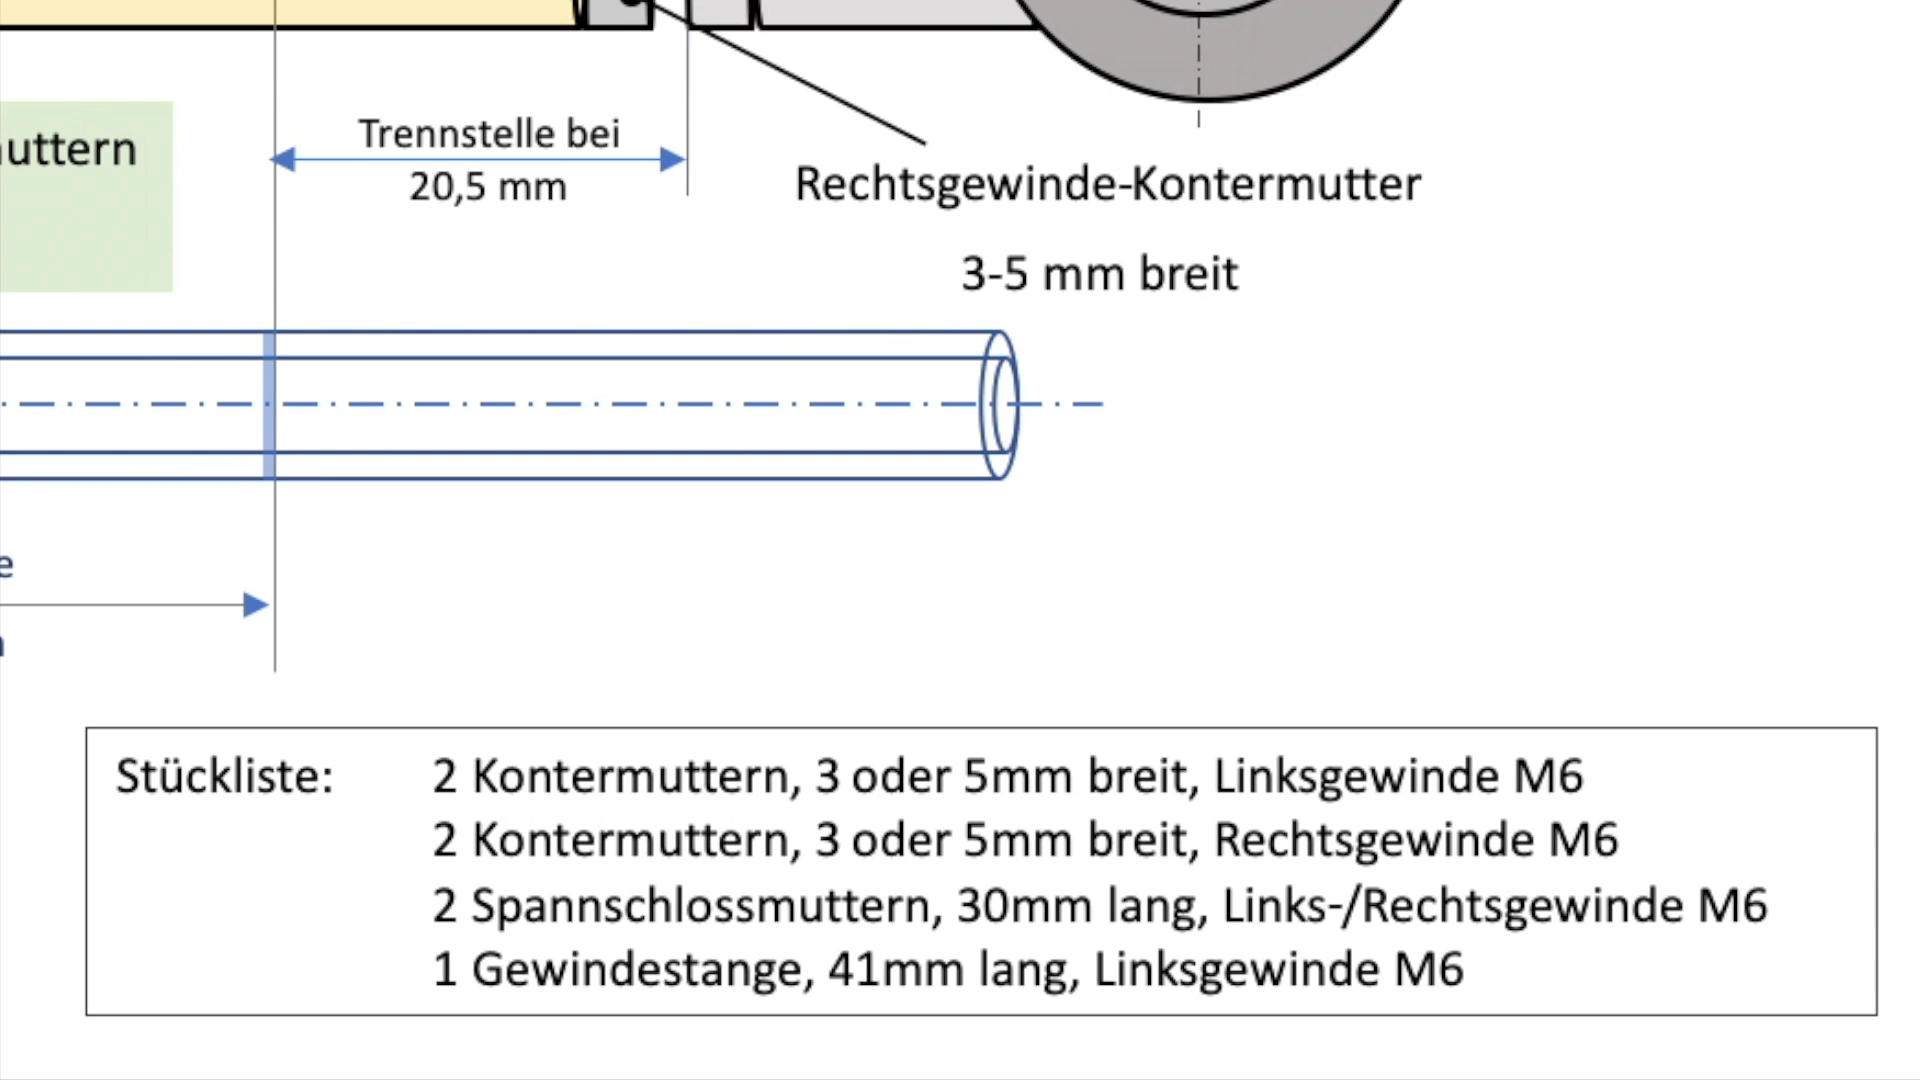 Trennstelle bei
20,5 mm
Rechtsgewinde-Kontermutter
3-5 mm breit
Stückliste: 2 Kontermuttern, 3 oder 5mm breit, Linksgewinde M6
2 Kontermuttern, 3 oder 5mm breit, Rechtsgewinde M6
2 Spannschlossmuttern, 30mm lang, Links-/Rechtsgewinde M6
1 Gewindestange, 41mm lang, Linksgewinde M6